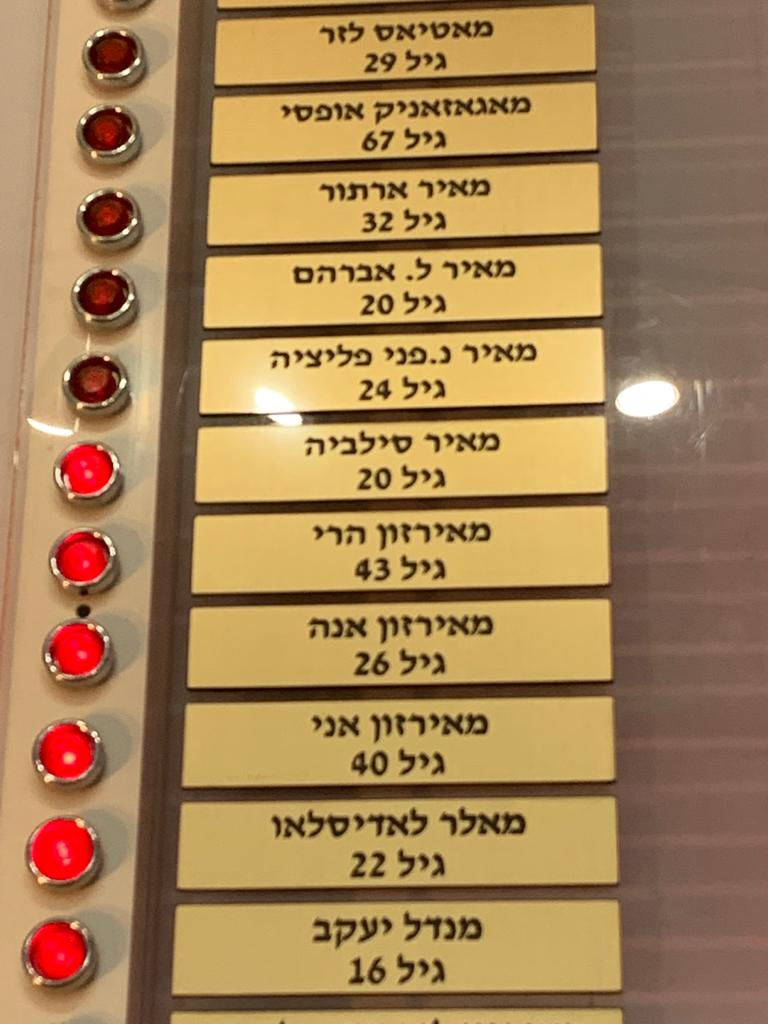 מאטיאס לזר
גיל 29
מאגאזאניק אופסי
גיל 67
מאיר ארתור
גיל 32
מאיר ל. אברהם
גיל 20
מאיר נ.פני פליציה
גיל 24
מאיר סילביה
גיל 20
מאירזון הרי
גיל 43
מאירזון אנה
גיל 26
מאירזון אני
גיל 40
מאלר לאדיסלאו
גיל 22
מנדל יעקב
גיל 16